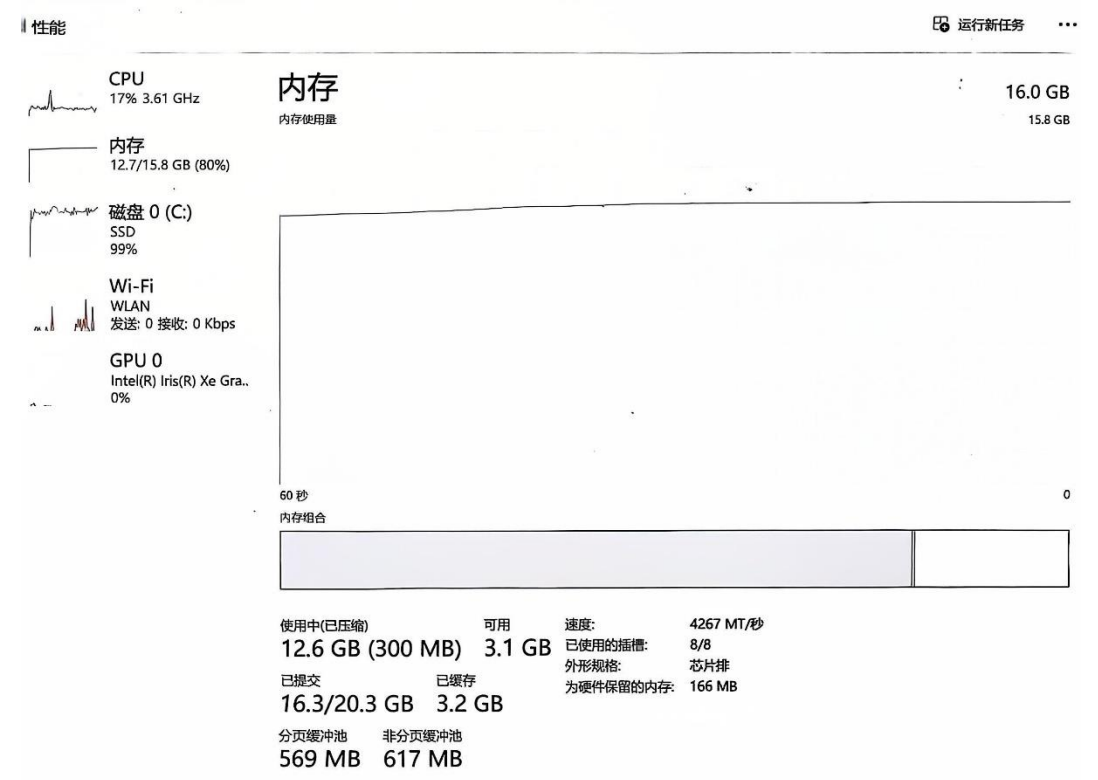 性能
运行新任务
CPU
17% 3.61 GHz
内存
12.7/15.8 GB (80%)
磁盘 0 (C:)
SSD
99%
Wi-Fi
WLAN
发送: 0 接收: 0 Kbps
GPU 0
Intel(R) Iris(R) Xe Gra..
0%
内存
16.0 GB
内存使用量
15.8 GB
60 秒
0
内存组合
使用中(已压缩)
12.6 GB (300 MB)
可用
3.1 GB
已提交
16.3/20.3 GB
已缓存
3.2 GB
分页缓冲池
569 MB
非分页缓冲池
617 MB
速度: 4267 MT/秒
已使用的插槽: 8/8
外形规格: 芯片排
为硬件保留的内存: 166 MB